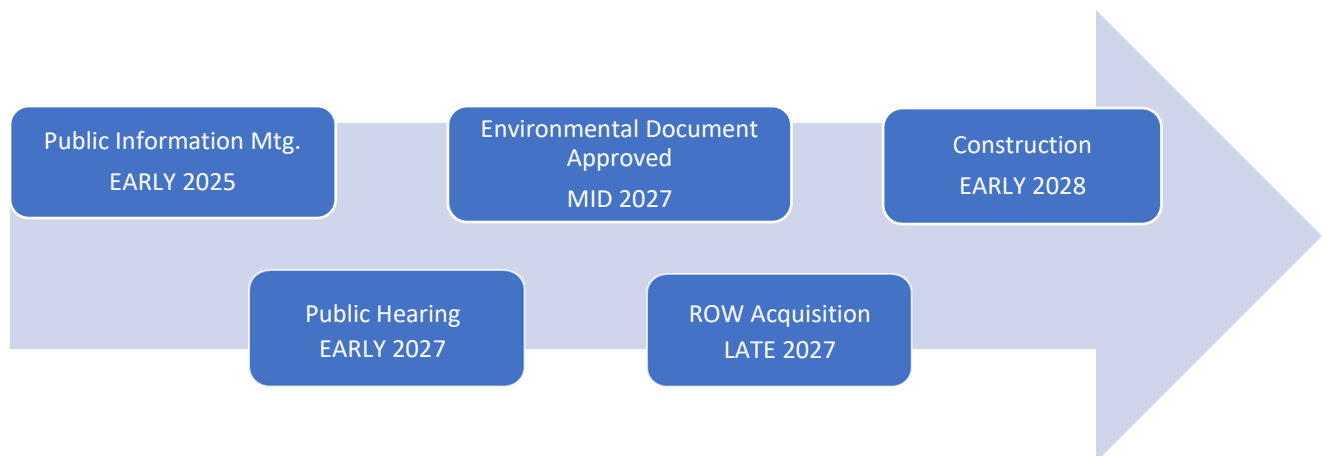 Public Information Mtg.
EARLY 2025
Public Hearing
EARLY 2027
Environmental Document
Approved
MID 2027
ROW Acquisition
LATE 2027
Construction
EARLY 2028